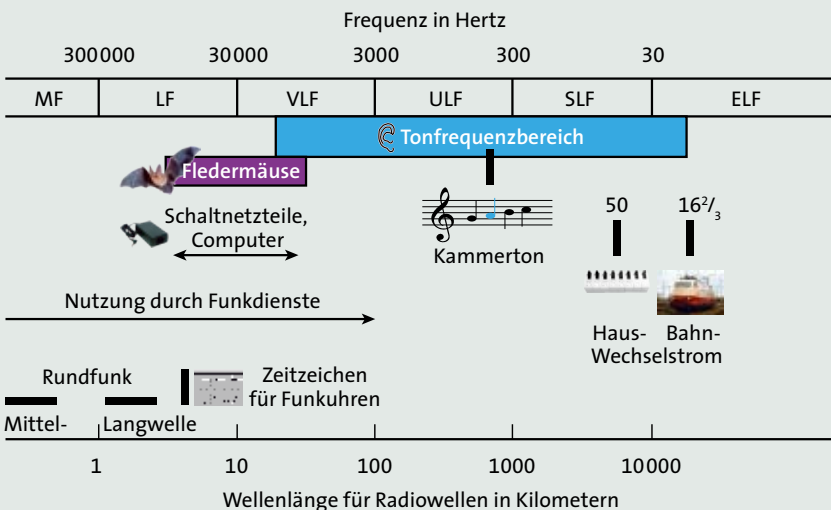 Frequenz in Hertz
300000 30000 3000 300 30
MF LF VLF ULF SLF ELF
Tonfrequenzbereich
Fledermäuse
Schaltnetzteile,
Computer
50 16²/₃
Kammerton
Nutzung durch Funkdienste
Haus- Bahn-
Wechselstrom
Rundfunk
Zeitzeichen
für Funkuhren
Mittel- Langwelle
1 10 100 1000 10000
Wellenlänge für Radiowellen in Kilometern